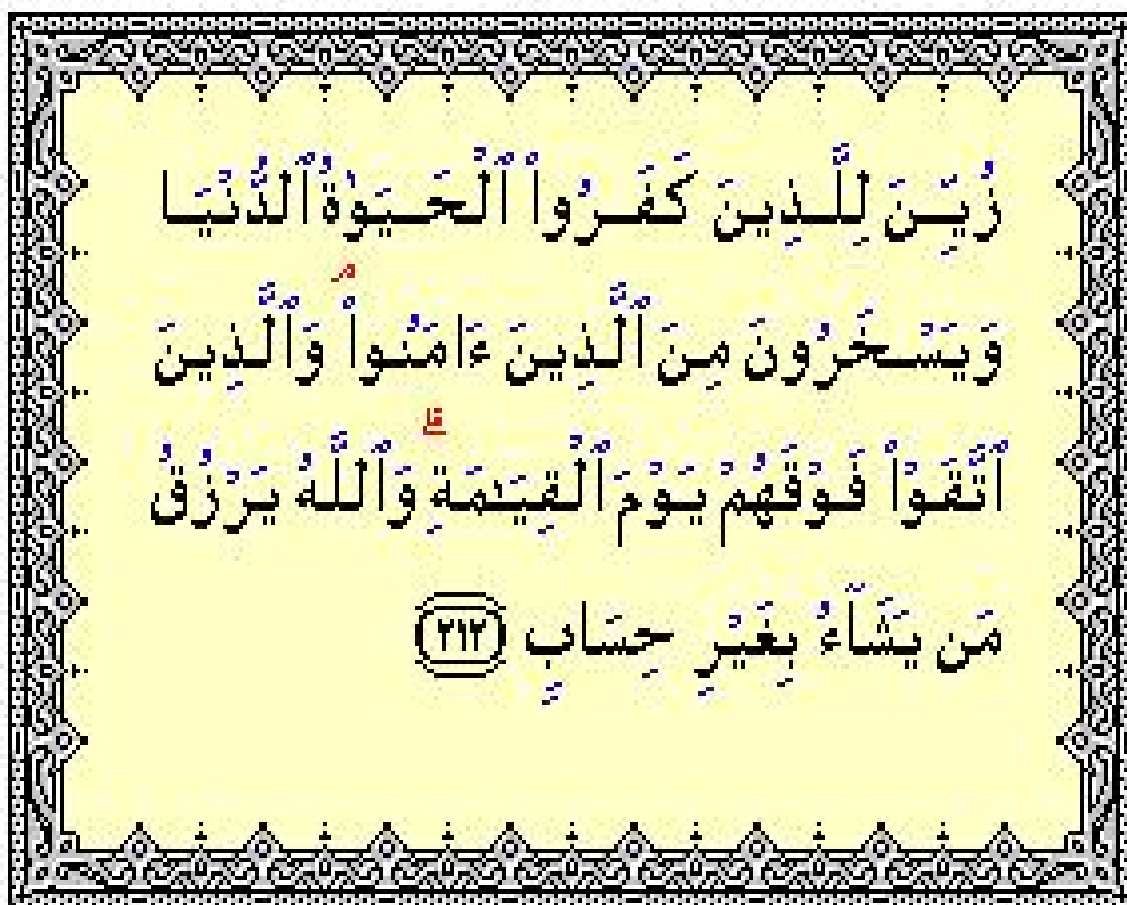 زُيِّنَ لِلَّذِينَ كَفَرُوا۟ ٱلْحَيَوٰةُ ٱلدُّنْيَا
وَيَسْخَرُونَ مِنَ ٱلَّذِينَ ءَامَنُوا۟ ۘ وَٱلَّذِينَ
ٱتَّقَوْا۟ فَوْقَهُمْ يَوْمَ ٱلْقِيَـٰمَةِ ۗ وَٱللَّهُ يَرْزُقُ
مَن يَشَآءُ بِغَيْرِ حِسَابٍ ٢١٢